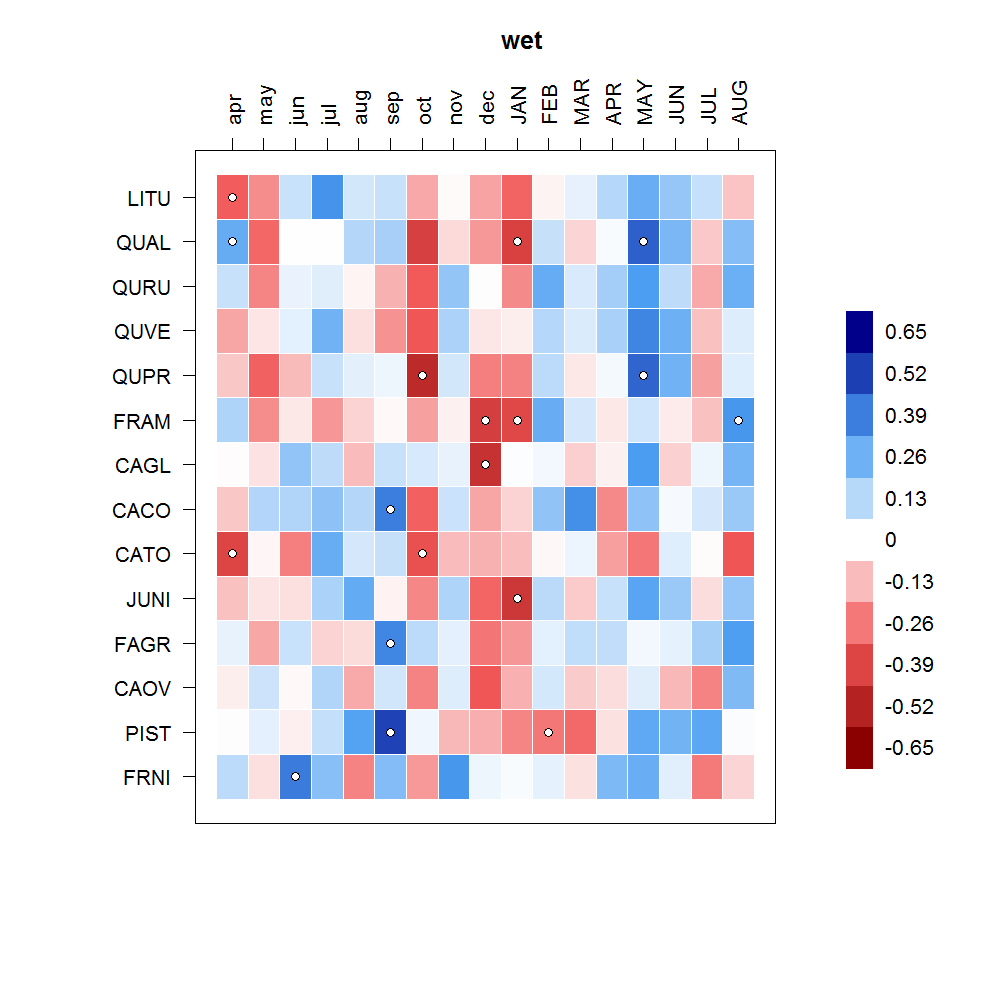 wet
apr may jun jul aug sep oct nov dec JAN FEB MAR APR MAY JUN JUL AUG
LITU
QUAL
QURU
QUVE
QUPR
FRAM
CAGL
CACO
CATO
JUNI
FAGR
CAOV
PIST
FRNI
0.65
0.52
0.39
0.26
0.13
0
-0.13
-0.26
-0.39
-0.52
-0.65